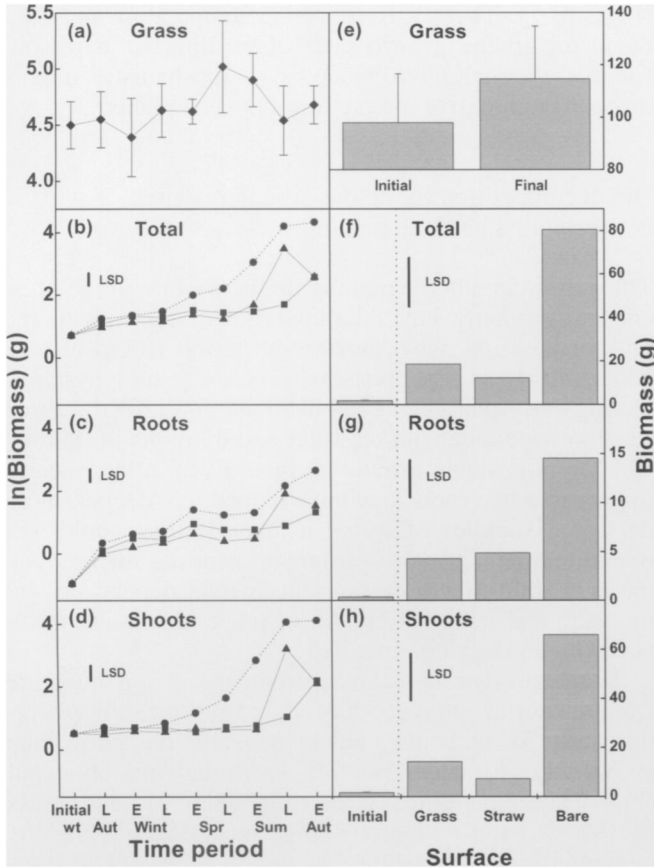 5.5
(a) Grass
5.0
4.5
4.0
(e) Grass
140
120
100
80
Initial Final
(b) Total
4
LSD
2
0
(f) Total
80
LSD
60
40
20
0
(c) Roots
4
LSD
2
0
(g) Roots
15
LSD
10
5
0
(d) Shoots
4
LSD
2
0
(h) Shoots
60
LSD
40
20
0
ln(Biomass) (g)
Biomass (g)
Initial L E L E L E L E
wt Aut Wint Spr Sum Aut
Time period
Initial Grass Straw Bare
Surface